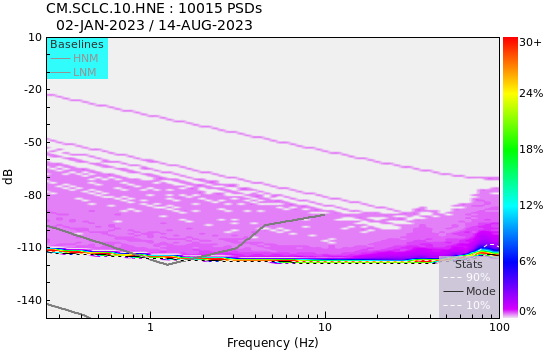 CM.SCLC.10.HNE : 10015 PSDs
02-JAN-2023 / 14-AUG-2023
10
-20
-50
-80
-110
-140
dB
Baselines
HNM
LNM
Stats
90%
Mode
10%
1
10
100
Frequency (Hz)
30+
24%
18%
12%
6%
0%